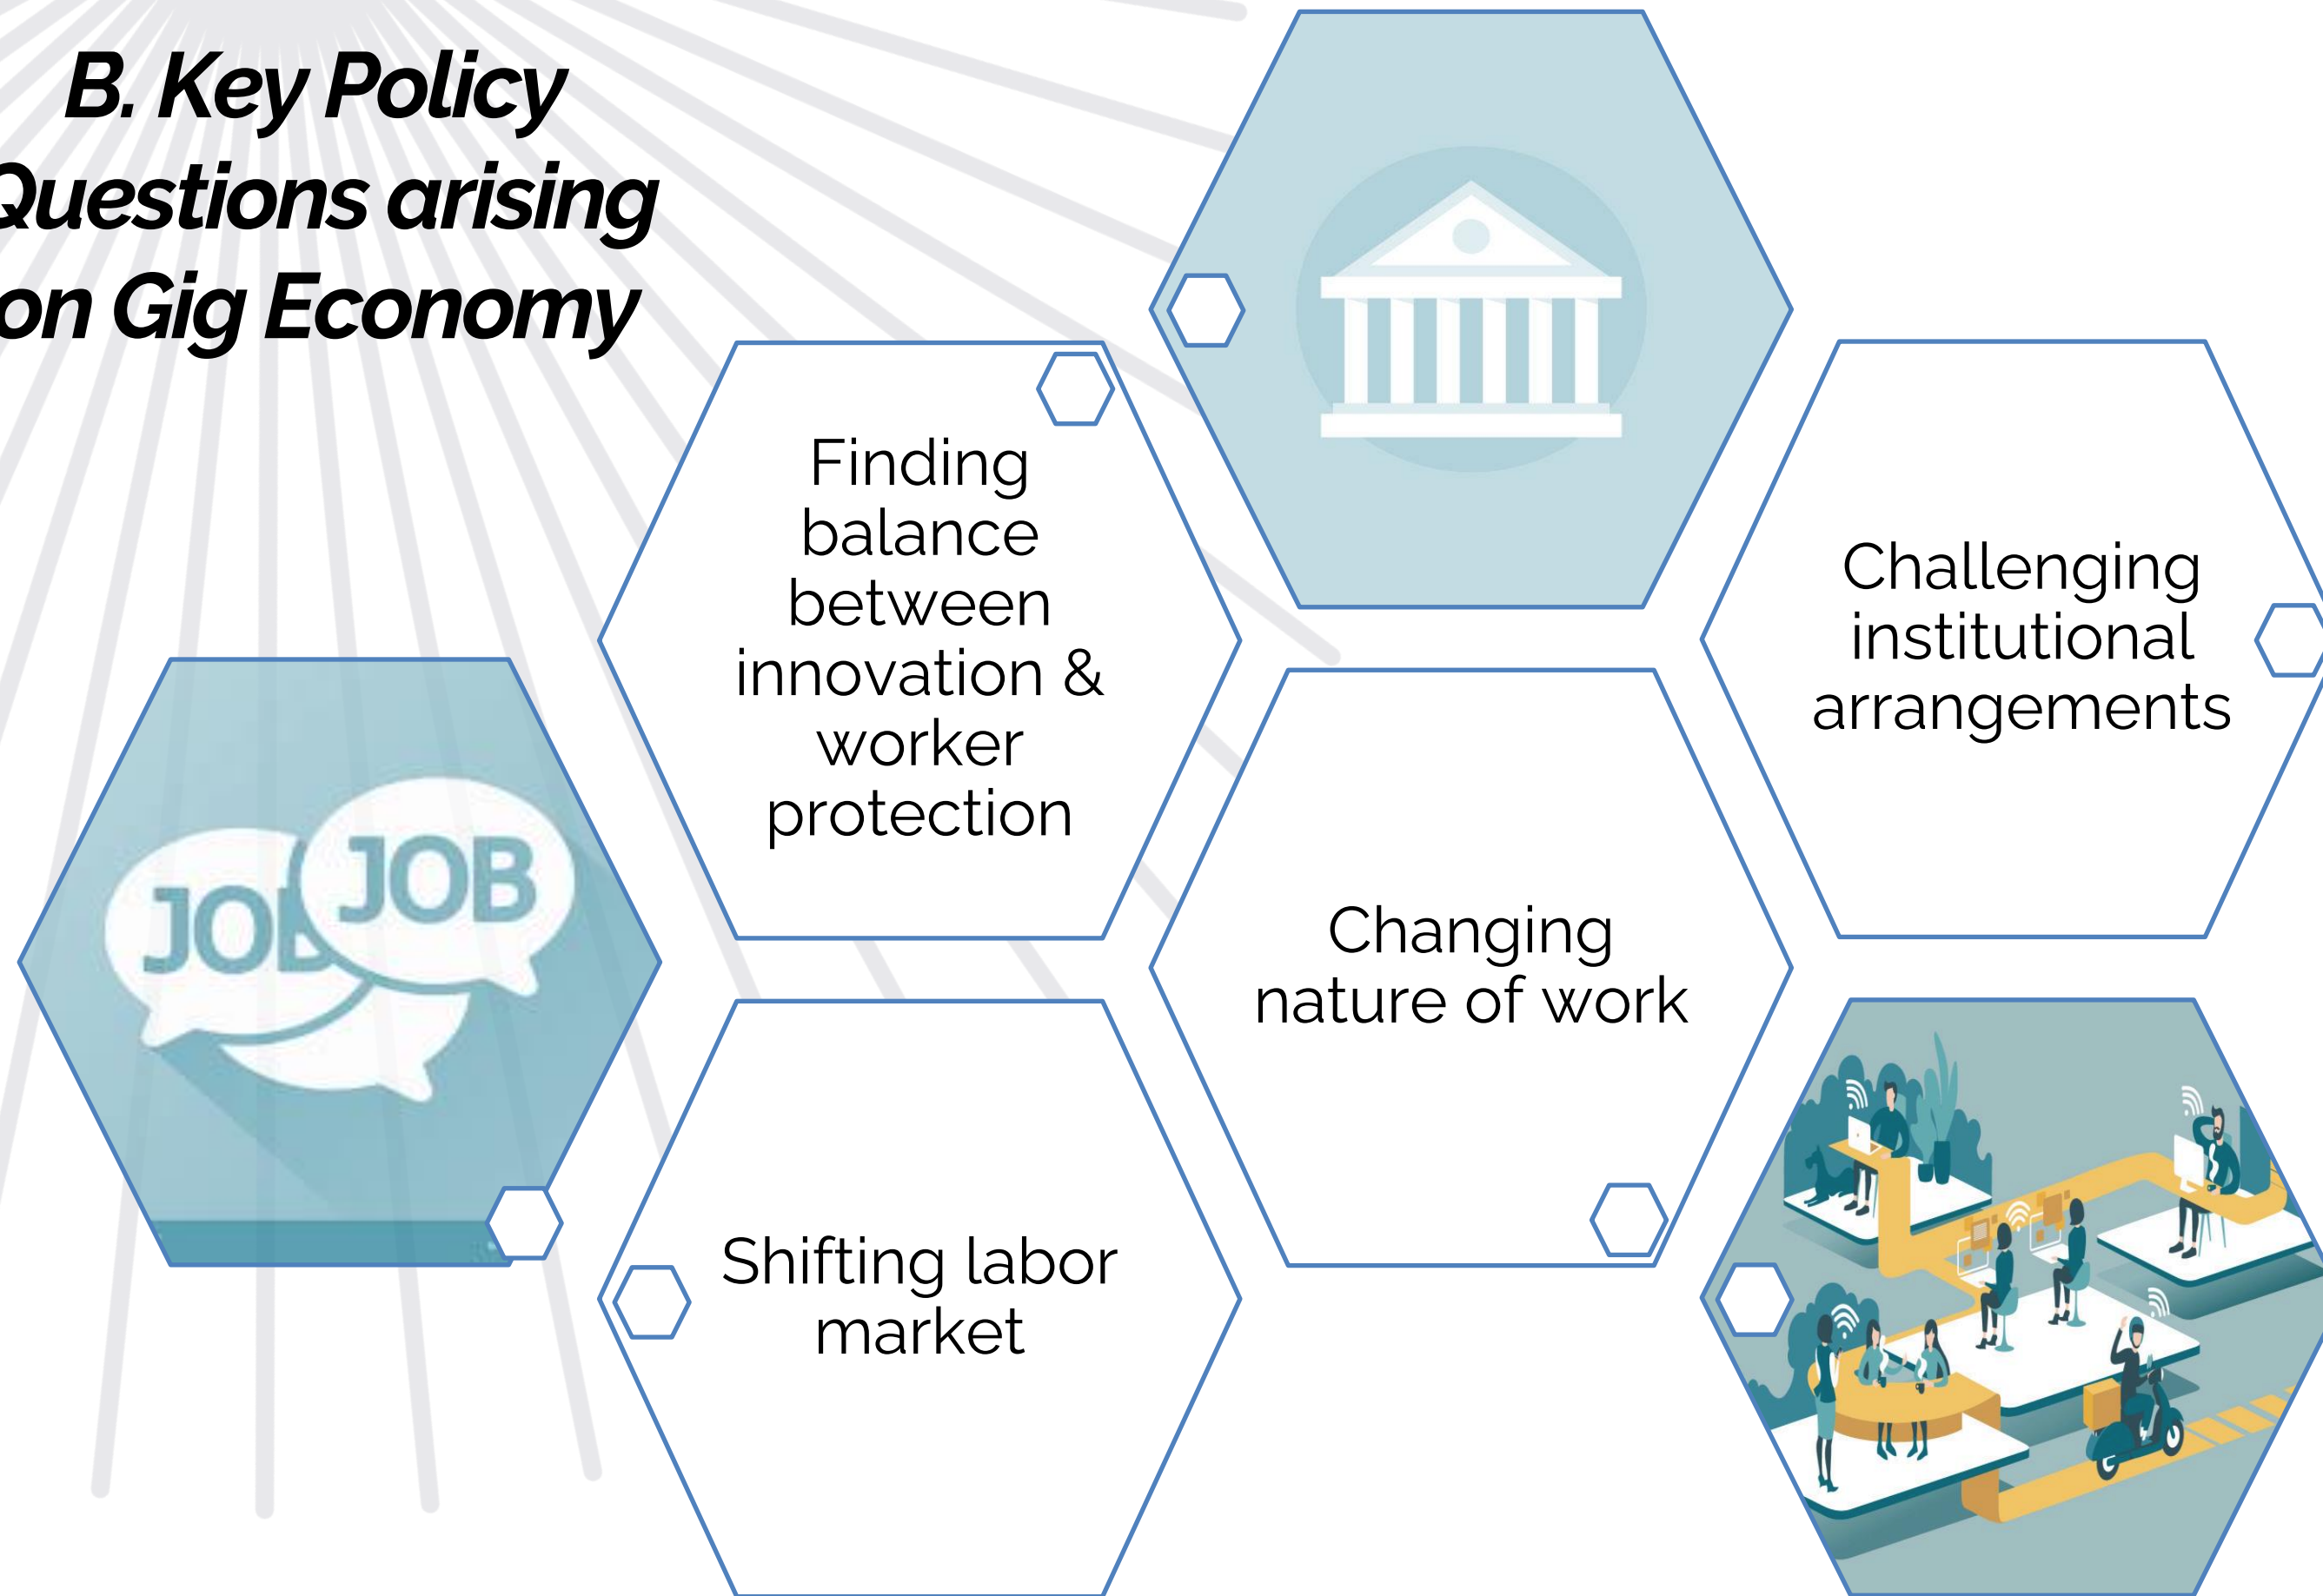 B. Key Policy
Questions arising
on Gig Economy
Finding
balance
between
innovation &
worker
protection
Challenging
institutional
arrangements
Changing
nature of work
Shifting labor
market
JOB
JOB